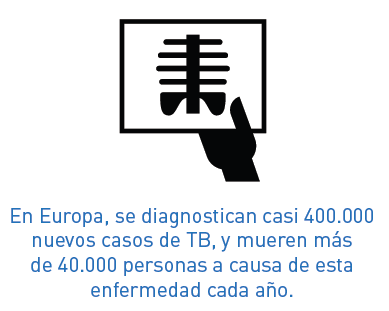 En Europa, se diagnostican casi 400.000
nuevos casos de TB, y mueren más
de 40.000 personas a causa de esta
enfermedad cada año.